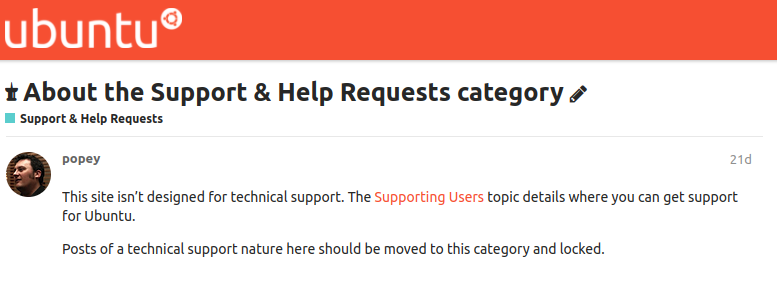 ubuntu
About the Support & Help Requests category
Support & Help Requests
popey 21d
This site isn’t designed for technical support. The Supporting Users topic details where you can get support
for Ubuntu.
Posts of a technical support nature here should be moved to this category and locked.